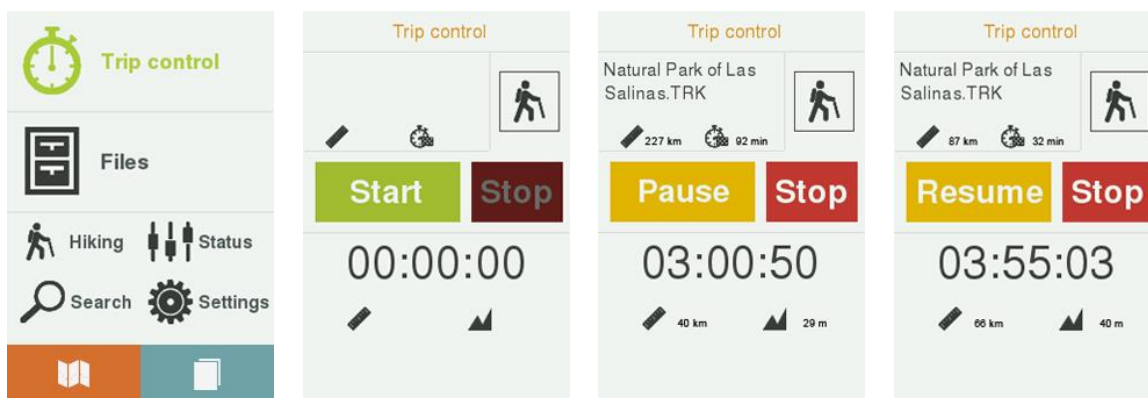 Trip control
Files
Hiking
Status
Search
Settings
Trip control
Start
Stop
00:00:00
Trip control
Natural Park of Las
Salinas.TRK
227 km
92 min
Pause
Stop
03:00:50
40 km
29 m
Trip control
Natural Park of Las
Salinas.TRK
87 km
32 min
Resume
Stop
03:55:03
66 km
40 m